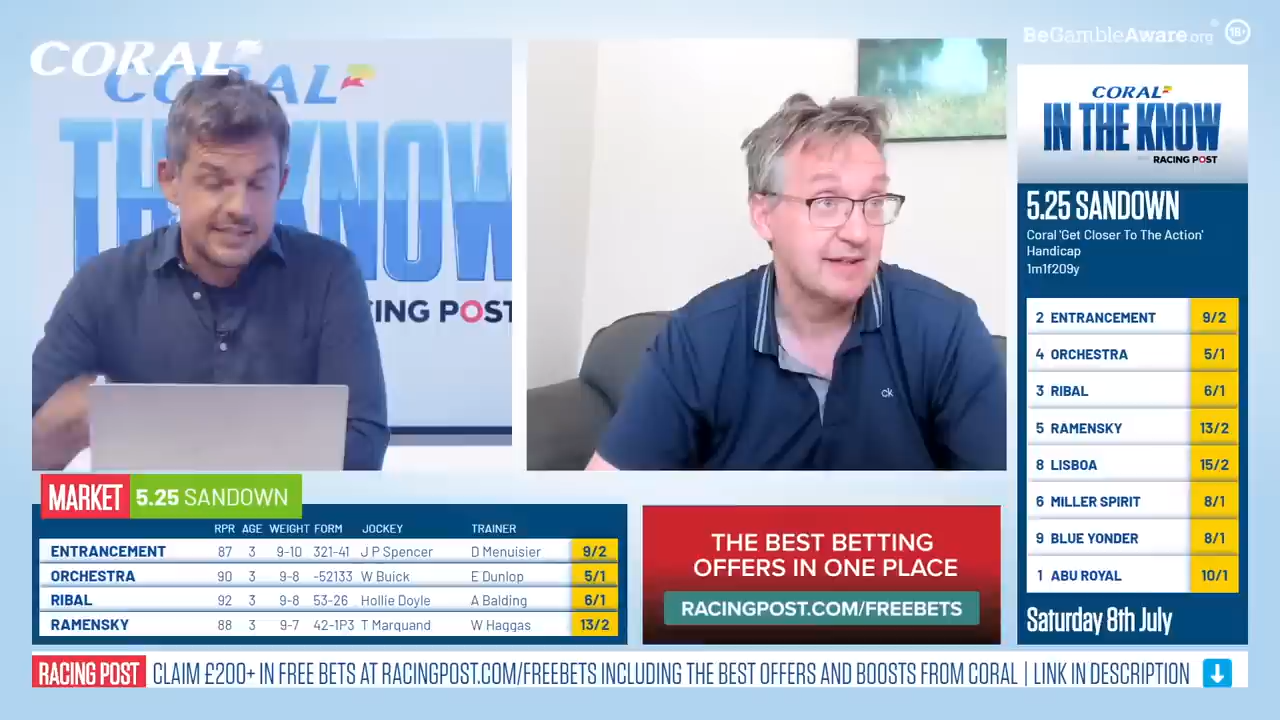 CORAL
CORAL
TH KNOW
CING POST
ck
BeGambleAware.org 18+
CORAL
IN THE KNOW
RACING POST
5.25 SANDOWN
Coral 'Get Closer To The Action'
Handicap
1m1f209y
2 ENTRANCEMENT 9/2
4 ORCHESTRA 5/1
3 RIBAL 6/1
5 RAMENSKY 13/2
8 LISBOA 15/2
6 MILLER SPIRIT 8/1
9 BLUE YONDER 8/1
1 ABU ROYAL 10/1
Saturday 8th July
MARKET 5.25 SANDOWN
RPR AGE WEIGHT FORM JOCKEY TRAINER
ENTRANCEMENT 87 3 9-10 321-41 J P Spencer D Menuisier 9/2
ORCHESTRA 90 3 9-8 -52133 W Buick E Dunlop 5/1
RIBAL 92 3 9-8 53-26 Hollie Doyle A Balding 6/1
RAMENSKY 88 3 9-7 42-1P3 T Marquand W Haggas 13/2
THE BEST BETTING
OFFERS IN ONE PLACE
RACINGPOST.COM/FREEBETS
RACING POST CLAIM £200+ IN FREE BETS AT RACINGPOST.COM/FREEBETS INCLUDING THE BEST OFFERS AND BOOSTS FROM CORAL | LINK IN DESCRIPTION